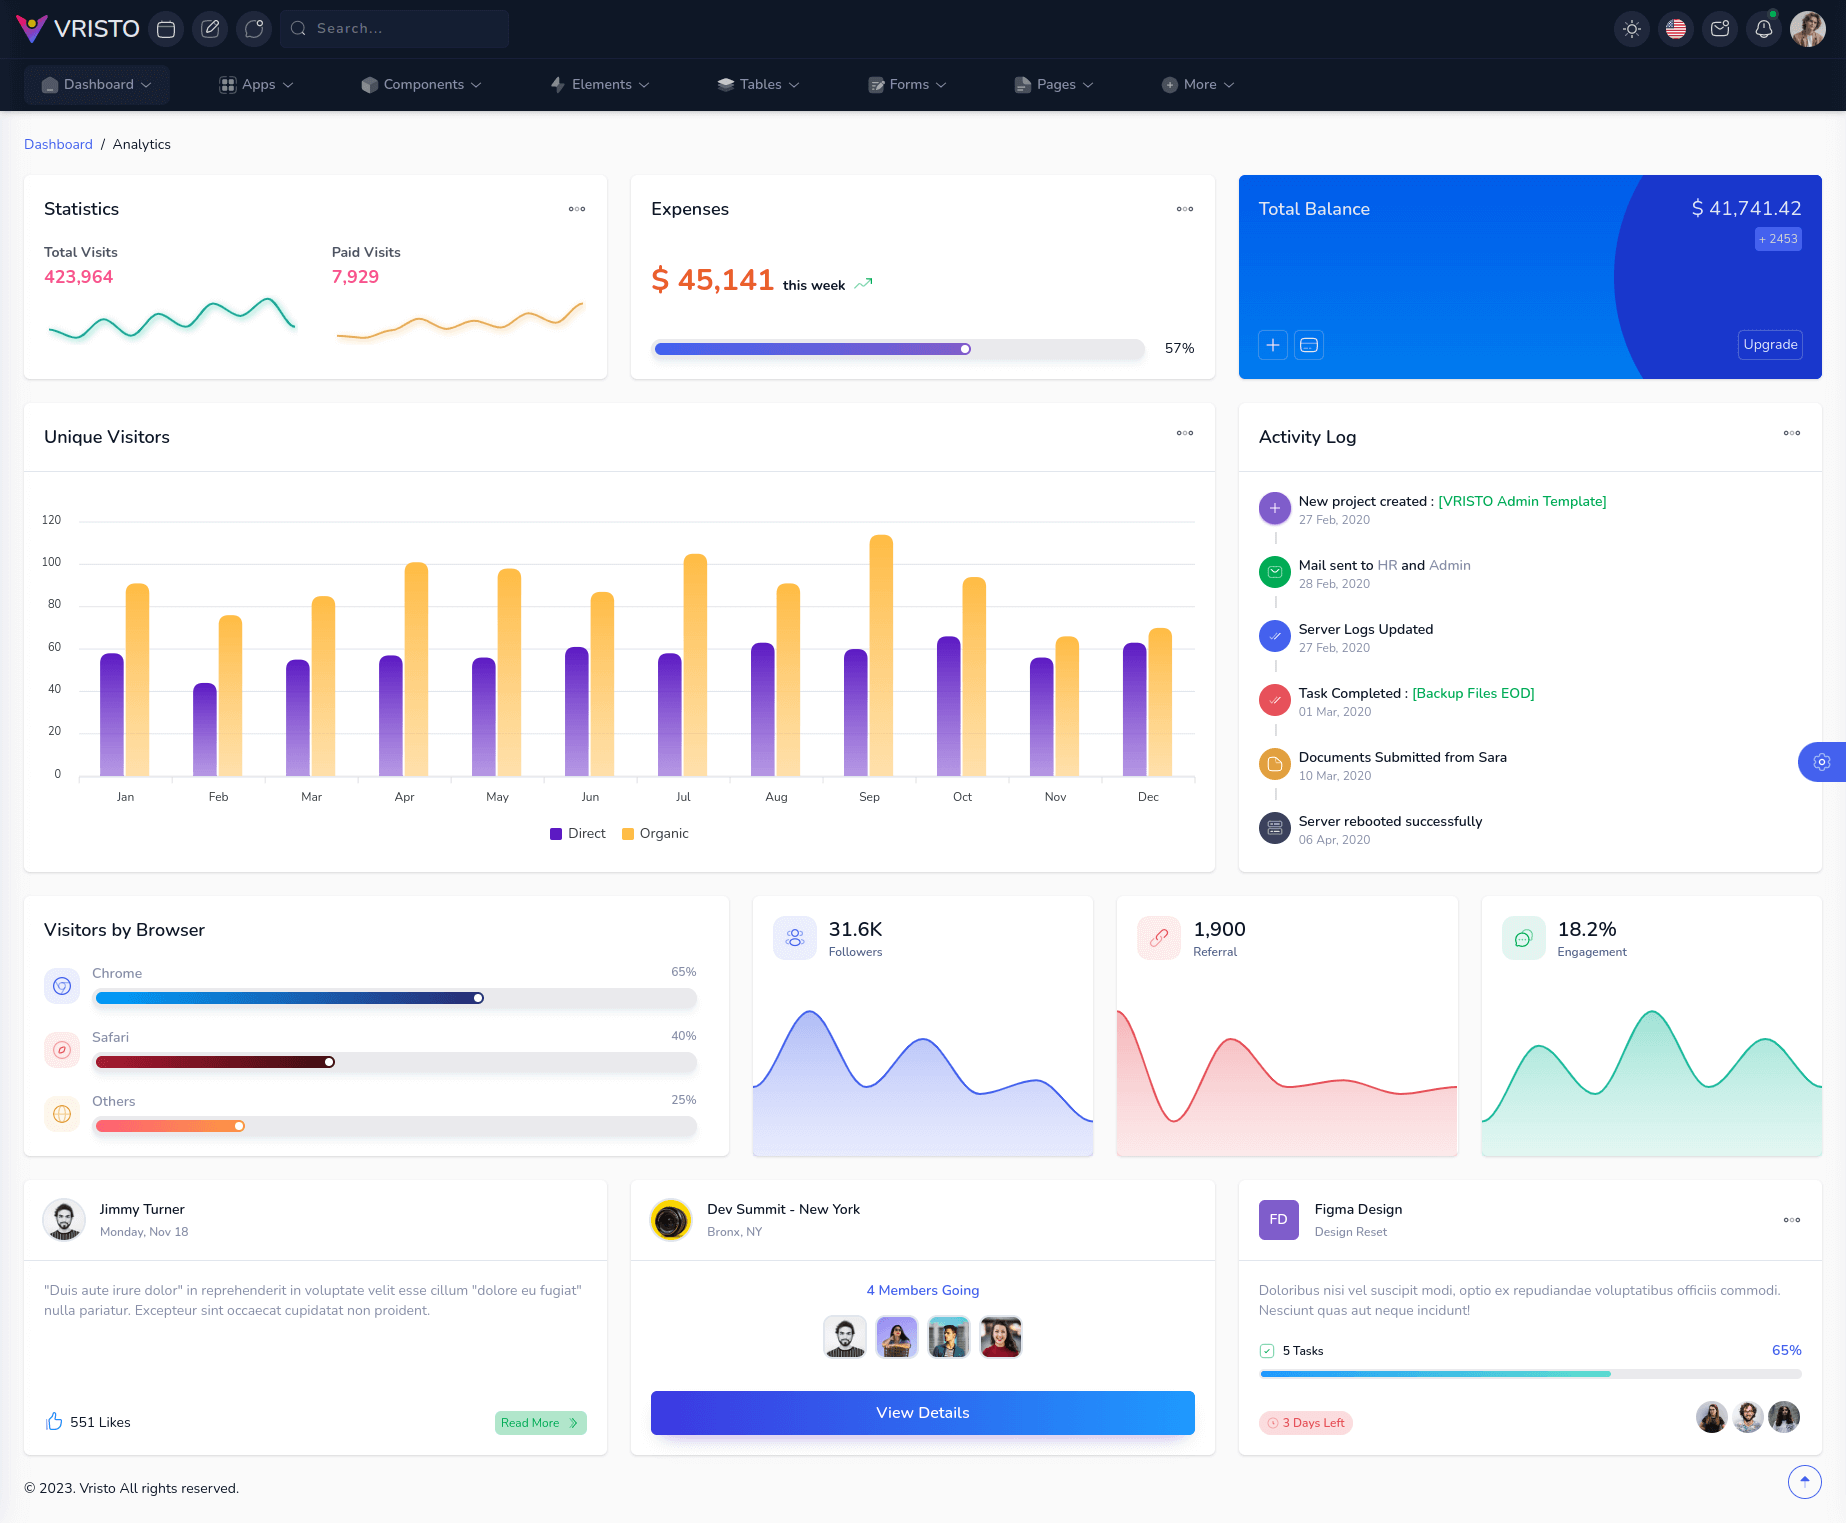 VRISTO
Search...
Dashboard
Apps
Components
Elements
Tables
Forms
Pages
More
Dashboard / Analytics
Statistics
Total Visits
423,964
Paid Visits
7,929
Expenses
$ 45,141 this week
57%
Total Balance
$ 41,741.42
+ 2453
Upgrade
Unique Visitors
120
100
80
60
40
20
0
Jan Feb Mar Apr May Jun Jul Aug Sep Oct Nov Dec
Direct Organic
Activity Log
New project created : [VRISTO Admin Template]
27 Feb, 2020
Mail sent to HR and Admin
28 Feb, 2020
Server Logs Updated
27 Feb, 2020
Task Completed : [Backup Files EOD]
01 Mar, 2020
Documents Submitted from Sara
10 Mar, 2020
Server rebooted successfully
06 Apr, 2020
Visitors by Browser
Chrome 65%
Safari 40%
Others 25%
31.6K
Followers
1,900
Referral
18.2%
Engagement
Jimmy Turner
Monday, Nov 18
"Duis aute irure dolor" in reprehenderit in voluptate velit esse cillum "dolore eu fugiat"
nulla pariatur. Excepteur sint occaecat cupidatat non proident.
551 Likes
Read More
Dev Summit - New York
Bronx, NY
4 Members Going
View Details
FD
Figma Design
Design Reset
Doloribus nisi vel suscipit modi, optio ex repudiandae voluptatibus officiis commodi.
Nesciunt quas aut neque incidunt!
5 Tasks 65%
3 Days Left
© 2023. Vristo All rights reserved.